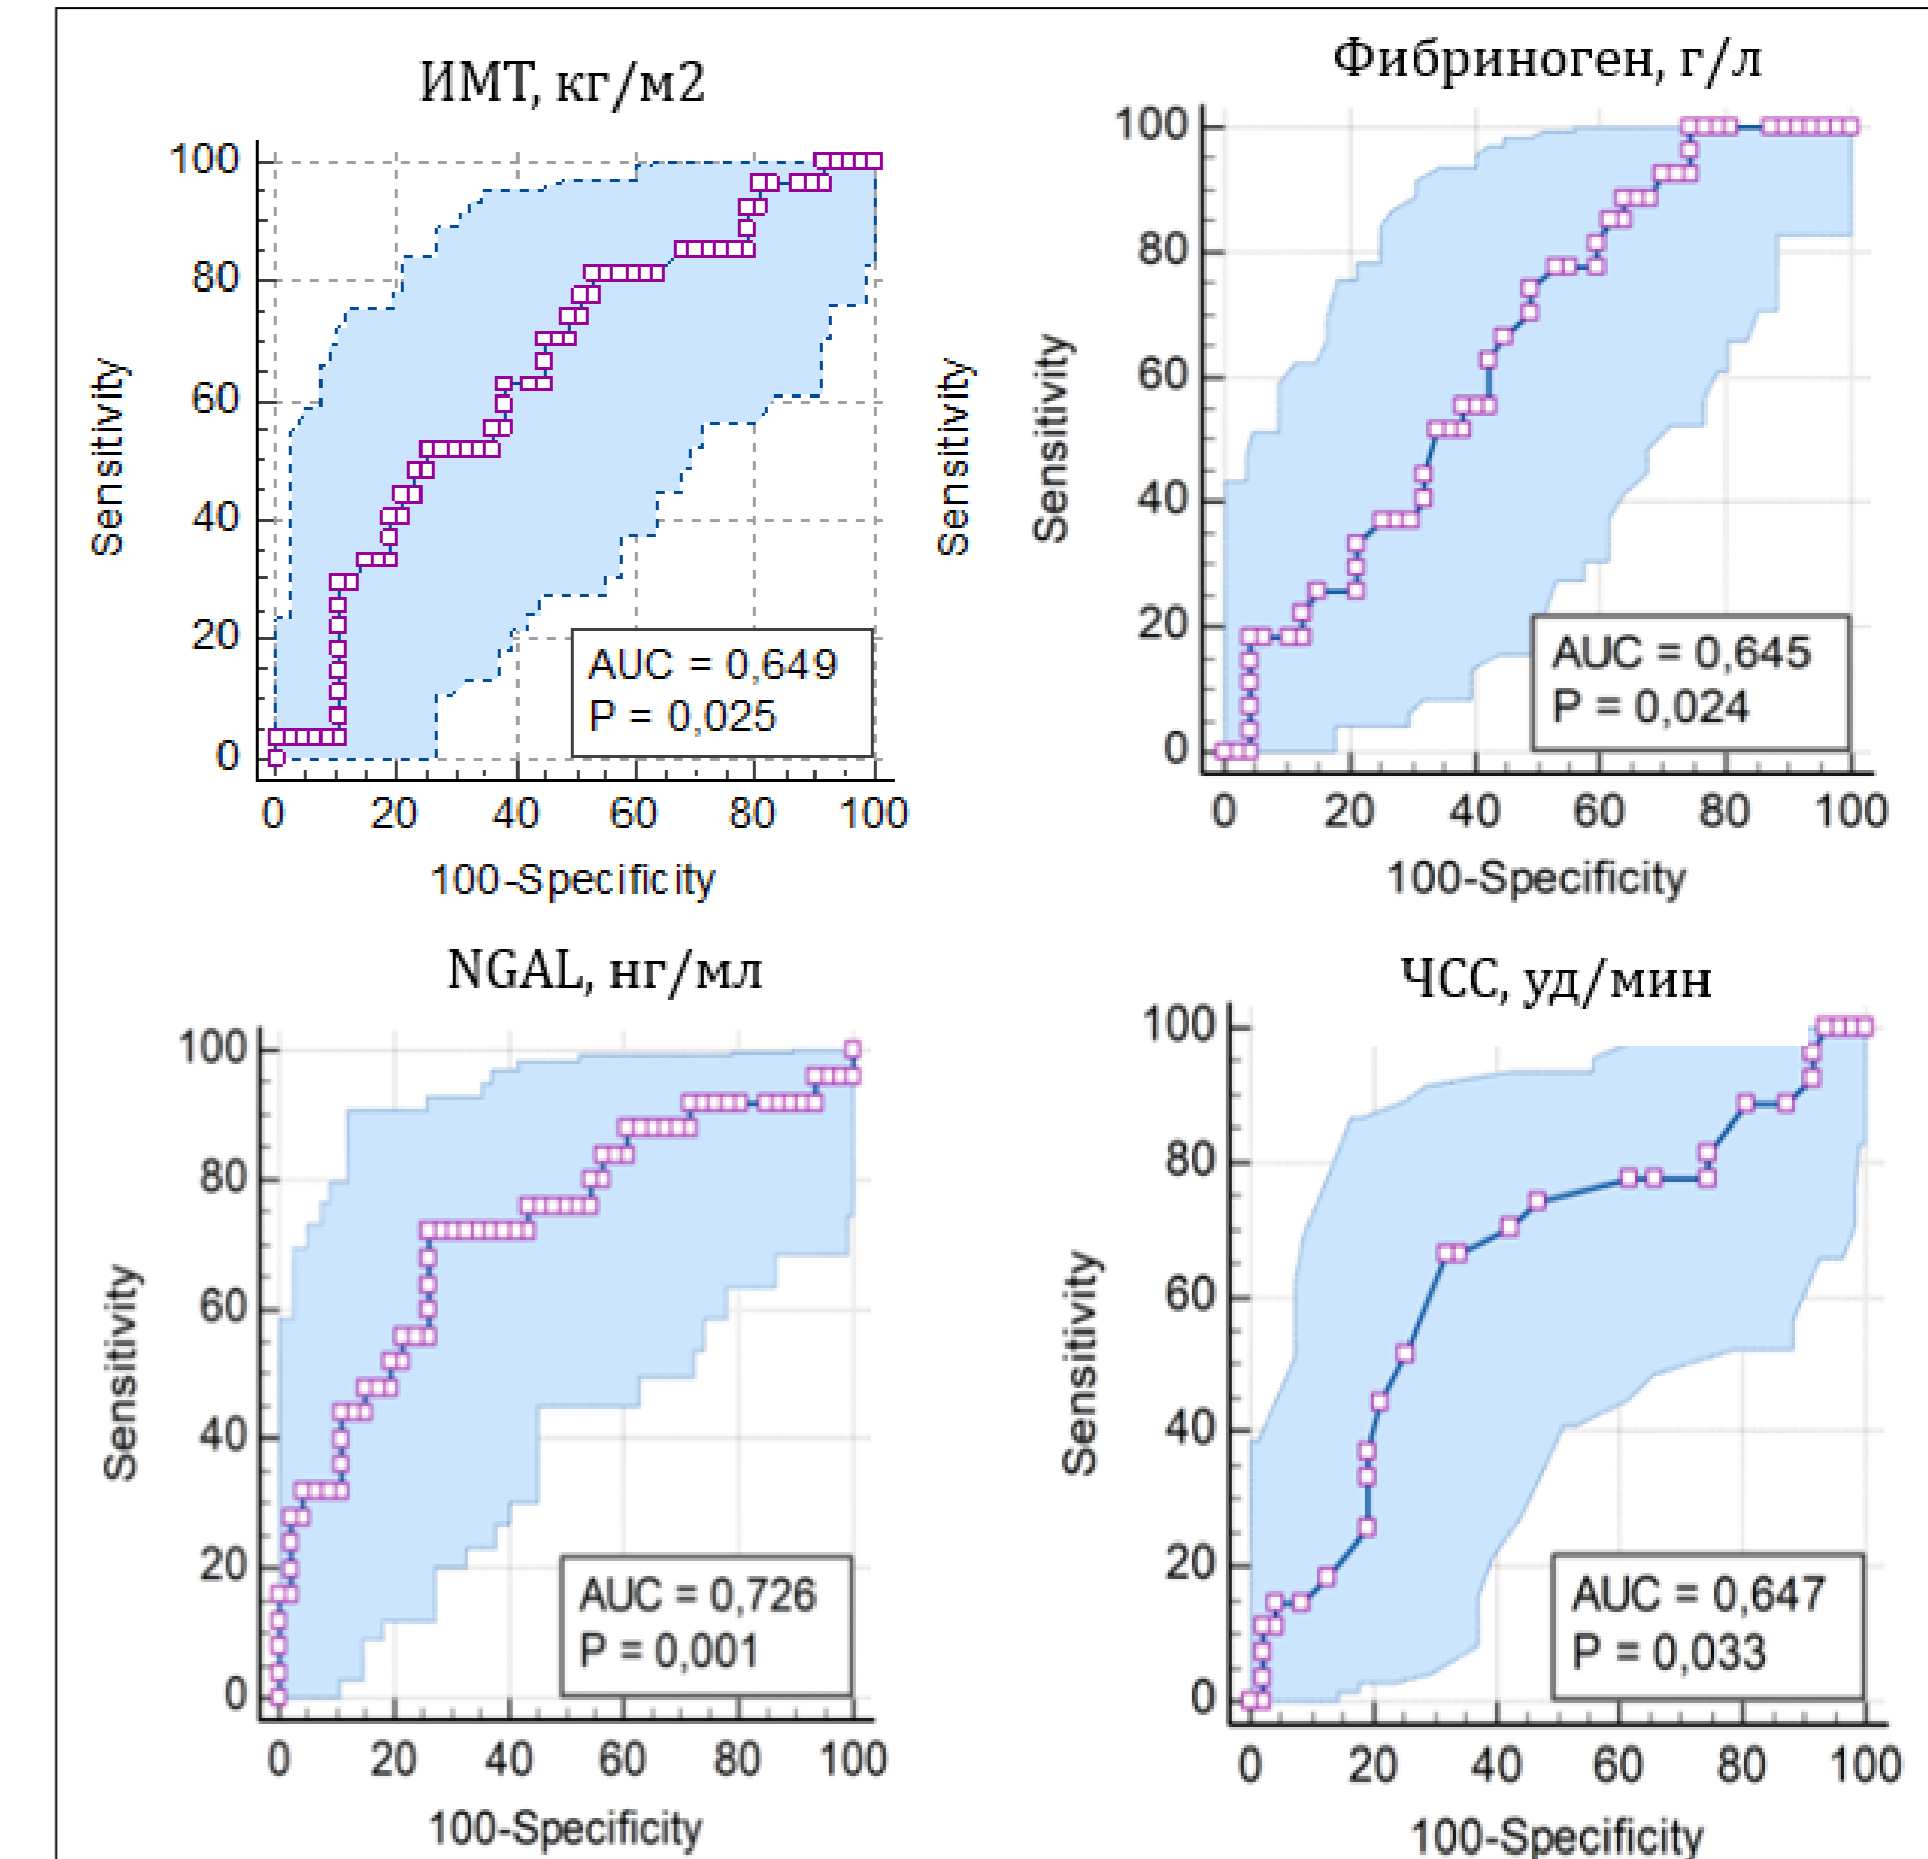 ИМТ, кг/м2
Sensitivity
100
80
60
40
20
0
AUC = 0,649
P = 0,025
0 20 40 60 80 100
100-Specificity
Sensitivity
Фибриноген, г/л
Sensitivity
100
80
60
40
20
0
AUC = 0,645
P = 0,024
0 20 40 60 80 100
100-Specificity
NGAL, нг/мл
Sensitivity
100
80
60
40
20
0
AUC = 0,726
P = 0,001
0 20 40 60 80 100
100-Specificity
ЧСС, уд/мин
Sensitivity
100
80
60
40
20
0
AUC = 0,647
P = 0,033
0 20 40 60 80 100
100-Specificity